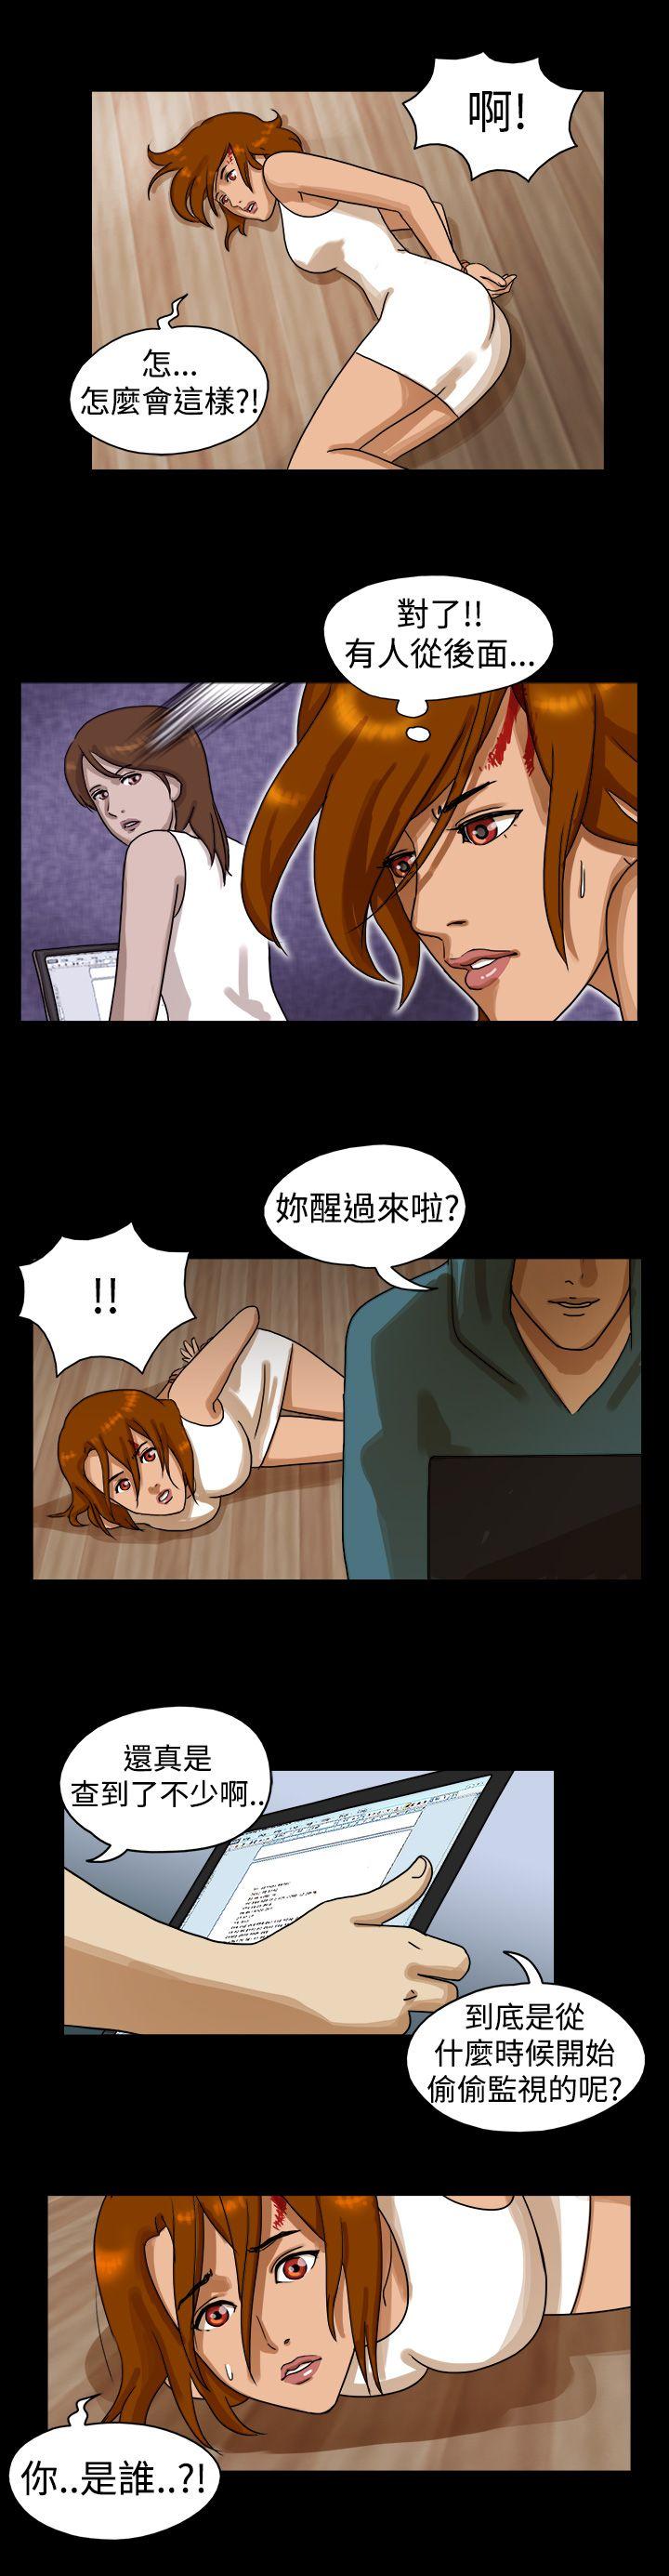 啊!
怎...
怎麼會這樣?!
對了!!
有人從後面...
妳醒過來啦?
!!
還真是
查到了不少啊..
到底是從
什麼時候開始
偷偷監視的呢?
你..是誰..?!